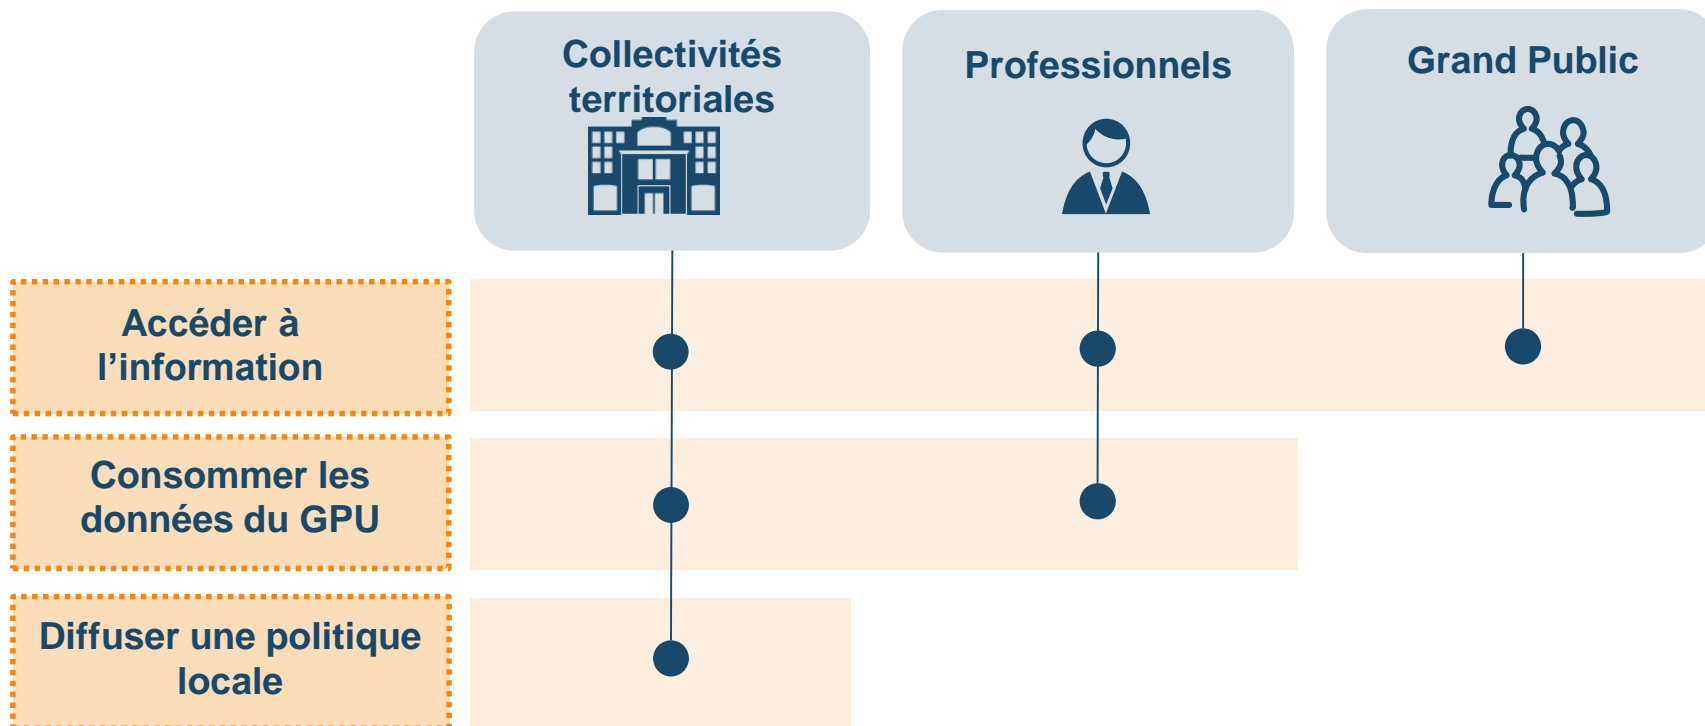 Collectivités
territoriales
Professionnels
Grand Public
Accéder à
l’information
Consommer les
données du GPU
Diffuser une politique
locale